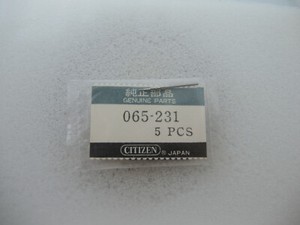 純正部品
GENUINE PARTS
065-231
5 PCS
CITIZEN ® JAPAN